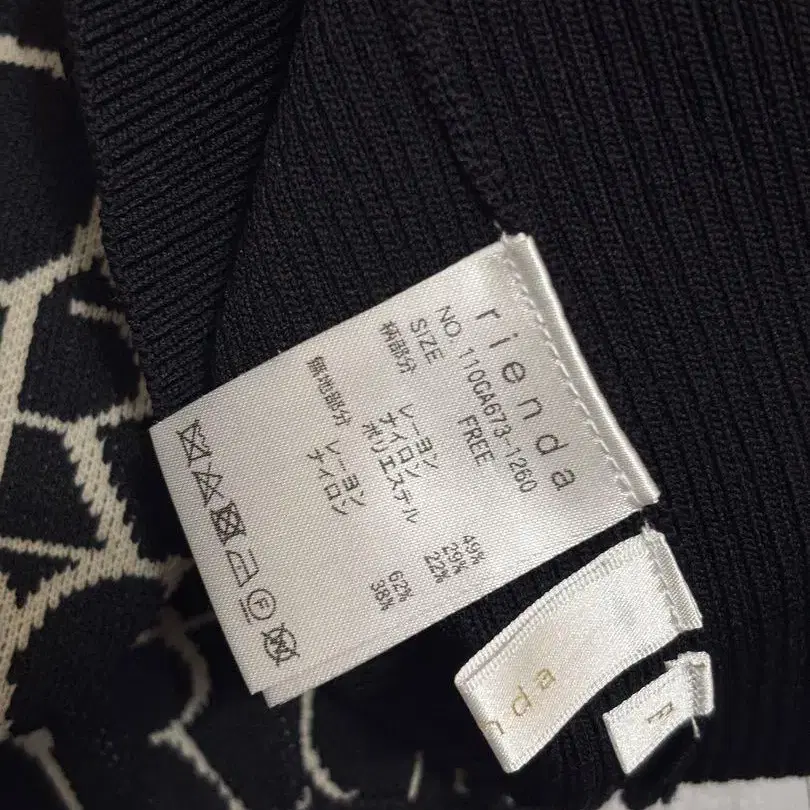 rienda
NO. 110GA673-1260
SIZE FREE
柄部分 レーヨン 49%
ナイロン 29%
ポリエステル 22%
無地部分 レーヨン 62%
ナイロン 38%
F
nda
F